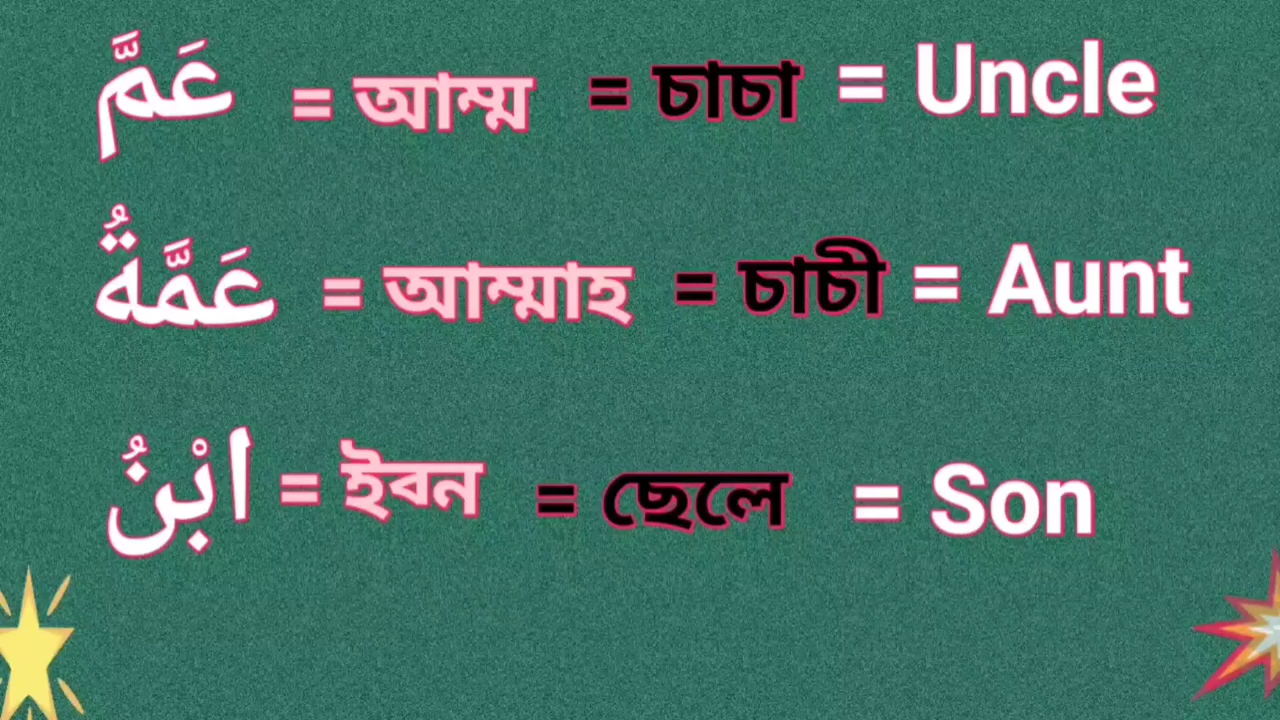 عَمَّ = আম্ম = চাচা = Uncle
عَمَّةُ = আম্মাহ = চাচী = Aunt
ابْنُ = ইবন = ছেলে = Son